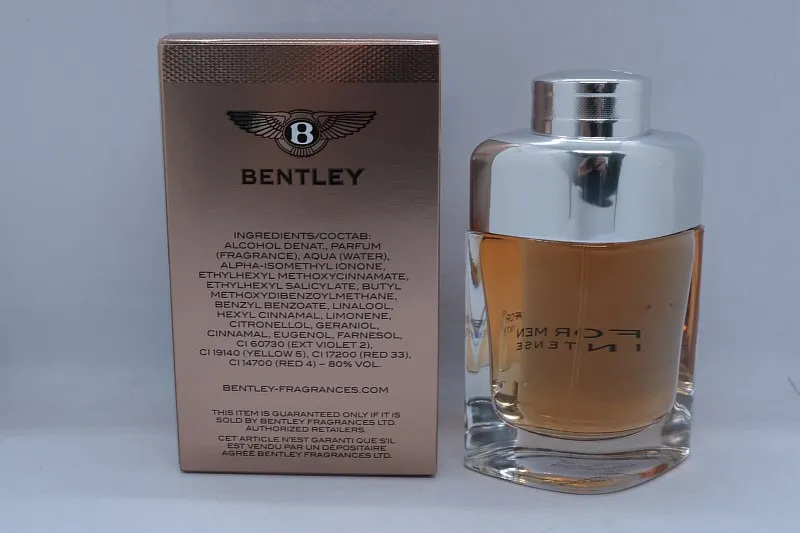 B
BENTLEY
INGREDIENTS/COCTAB:
ALCOHOL DENAT., PARFUM
(FRAGRANCE), AQUA (WATER),
ALPHA-ISOMETHYL IONONE,
ETHYLHEXYL METHOXYCINNAMATE,
ETHYLHEXYL SALICYLATE, BUTYL
METHOXYDIBENZOYLMETHANE,
BENZYL BENZOATE, LINALOOL,
HEXYL CINNAMAL, LIMONENE,
CITRONELLOL, GERANIOL,
CINNAMAL, EUGENOL, FARNESOL,
CI 60730 (EXT VIOLET 2),
CI 19140 (YELLOW 5), CI 17200 (RED 33),
CI 14700 (RED 4) – 80% VOL.
BENTLEY-FRAGRANCES.COM
THIS ITEM IS GUARANTEED ONLY IF IT IS
SOLD BY BENTLEY FRAGRANCES LTD.
AUTHORIZED RETAILERS.
CET ARTICLE N'EST GARANTI QUE S'IL
EST VENDU PAR UN DÉPOSITAIRE
AGRÉÉ BENTLEY FRAGRANCES LTD.
FOR MEN
INTENSE